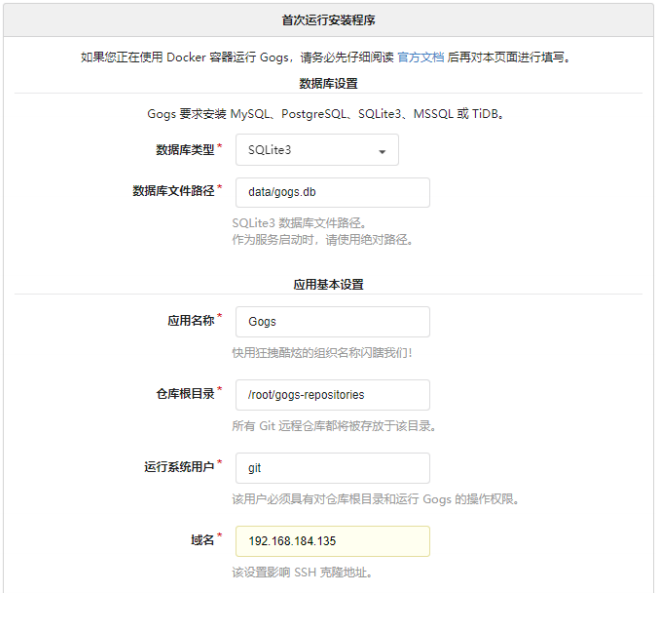 首次运行安装程序
如果您正在使用 Docker 容器运行 Gogs，请务必先仔细阅读 官方文档 后再对本页面进行填写。
数据库设置
Gogs 要求安装 MySQL、PostgreSQL、SQLite3、MSSQL 或 TiDB。
数据库类型* SQLite3
数据库文件路径* data/gogs.db
SQLite3 数据库文件路径。
作为服务启动时，请使用绝对路径。
应用基本设置
应用名称* Gogs
快用狂拽酷炫的组织名称闪瞎我们！
仓库根目录* /root/gogs-repositories
所有 Git 远程仓库都将被存放于该目录。
运行系统用户* git
该用户必须具有对仓库根目录和运行 Gogs 的操作权限。
域名* 192.168.184.135
该设置影响 SSH 克隆地址。